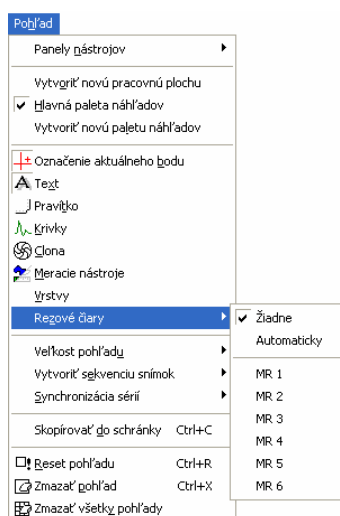 Pohľad
Panely nástrojov
Vytvoriť novú pracovnú plochu
Hlavná paleta náhľadov
Vytvoriť novú paletu náhľadov
Označenie aktuálneho bodu
Text
Pravítko
Krivky
Clona
Meracie nástroje
Vrstvy
Rezové čiary
Žiadne
Automaticky
MR 1
MR 2
MR 3
MR 4
MR 5
MR 6
Veľkost pohľadu
Vytvoriť sekvenciu snímok
Synchronizácia sérií
Skopírovať do schránky Ctrl+C
Reset pohľadu Ctrl+R
Zmazať pohľad Ctrl+X
Zmazať všetky pohľady